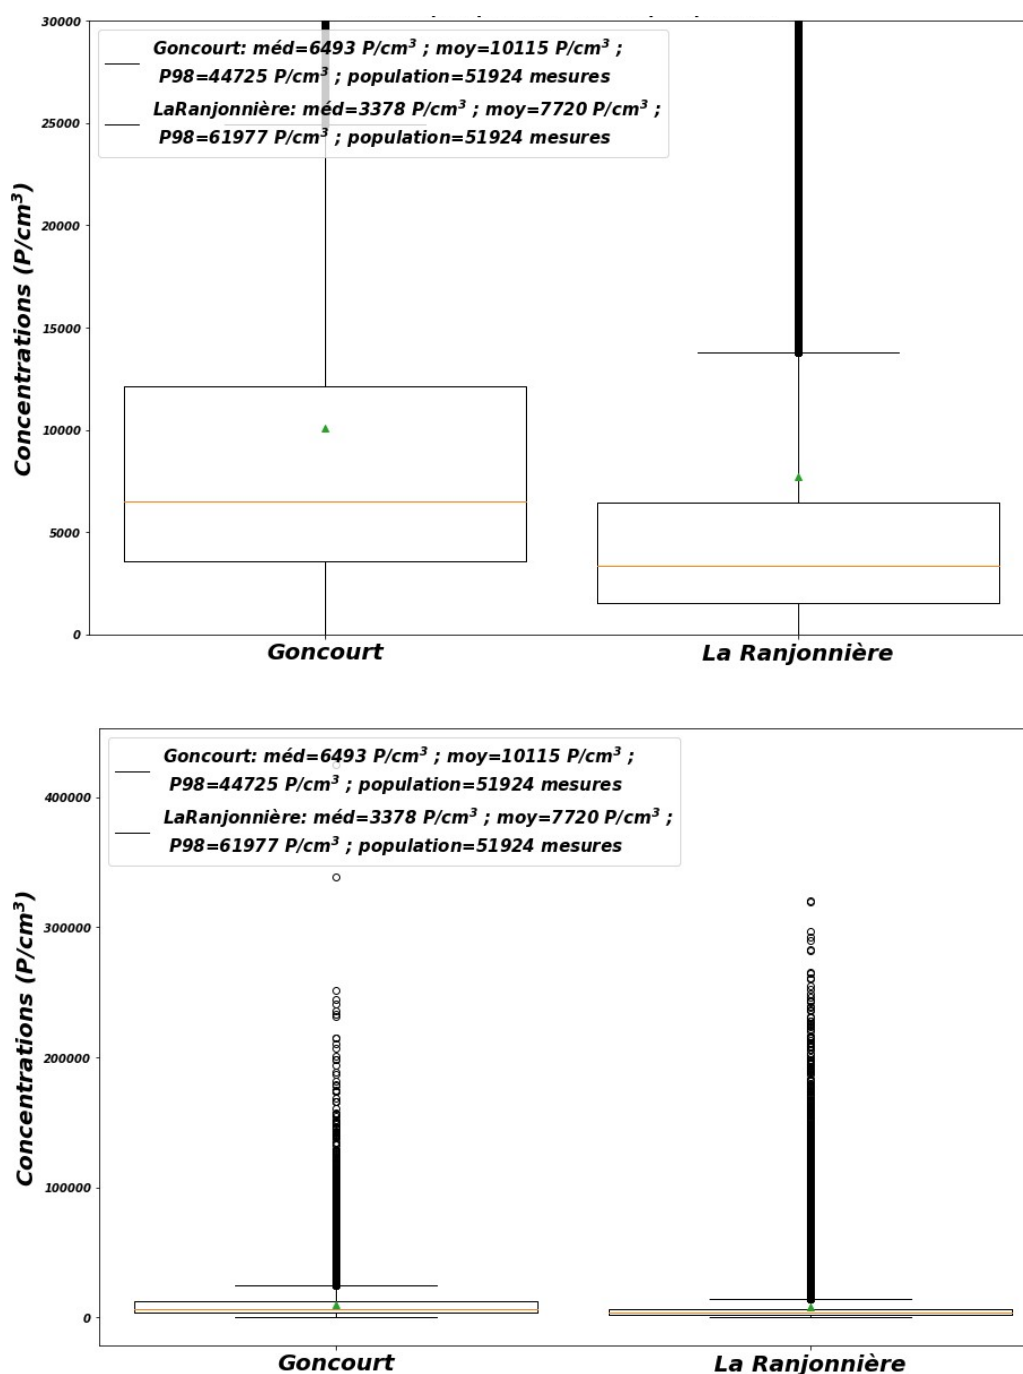 30000
Goncourt: méd=6493 P/cm³ ; moy=10115 P/cm³ ;
P98=44725 P/cm³ ; population=51924 mesures
LaRanjonnière: méd=3378 P/cm³ ; moy=7720 P/cm³ ;
P98=61977 P/cm³ ; population=51924 mesures
25000
20000
15000
10000
5000
0
Concentrations (P/cm³)
Goncourt
La Ranjonnière
Goncourt: méd=6493 P/cm³ ; moy=10115 P/cm³ ;
P98=44725 P/cm³ ; population=51924 mesures
LaRanjonnière: méd=3378 P/cm³ ; moy=7720 P/cm³ ;
P98=61977 P/cm³ ; population=51924 mesures
400000
300000
200000
100000
0
Concentrations (P/cm³)
Goncourt
La Ranjonnière